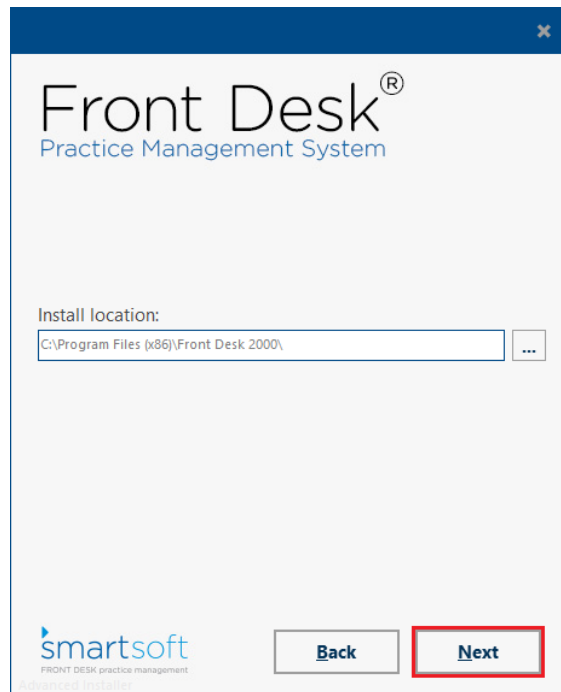 Front Desk®
Practice Management System
Install location:
C:\Program Files (x86)\Front Desk 2000\
...
smartsoft
FRONT DESK practice management
Back
Next
Advanced Installer